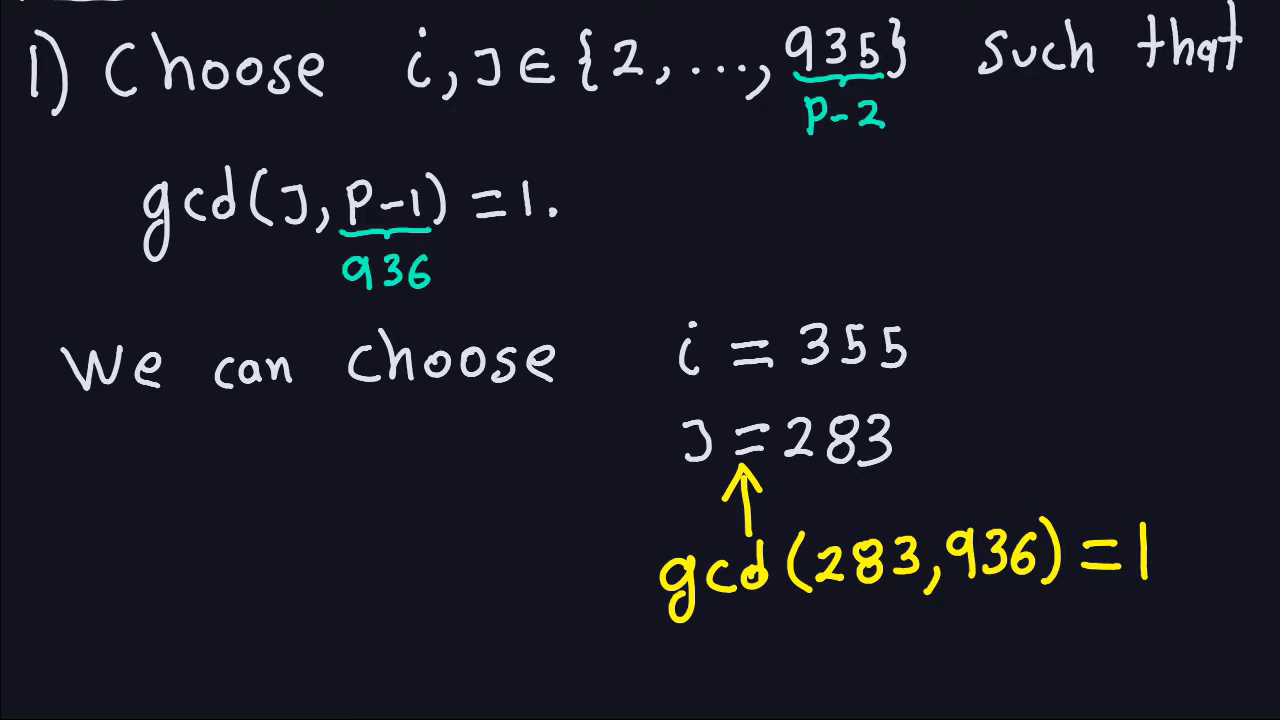 1) Choose i, J ∈ {2, ..., 935} such that
p-2
gcd(J, p-1) = 1.
936
We can choose i = 355
J = 283
gcd(283, 936) = 1